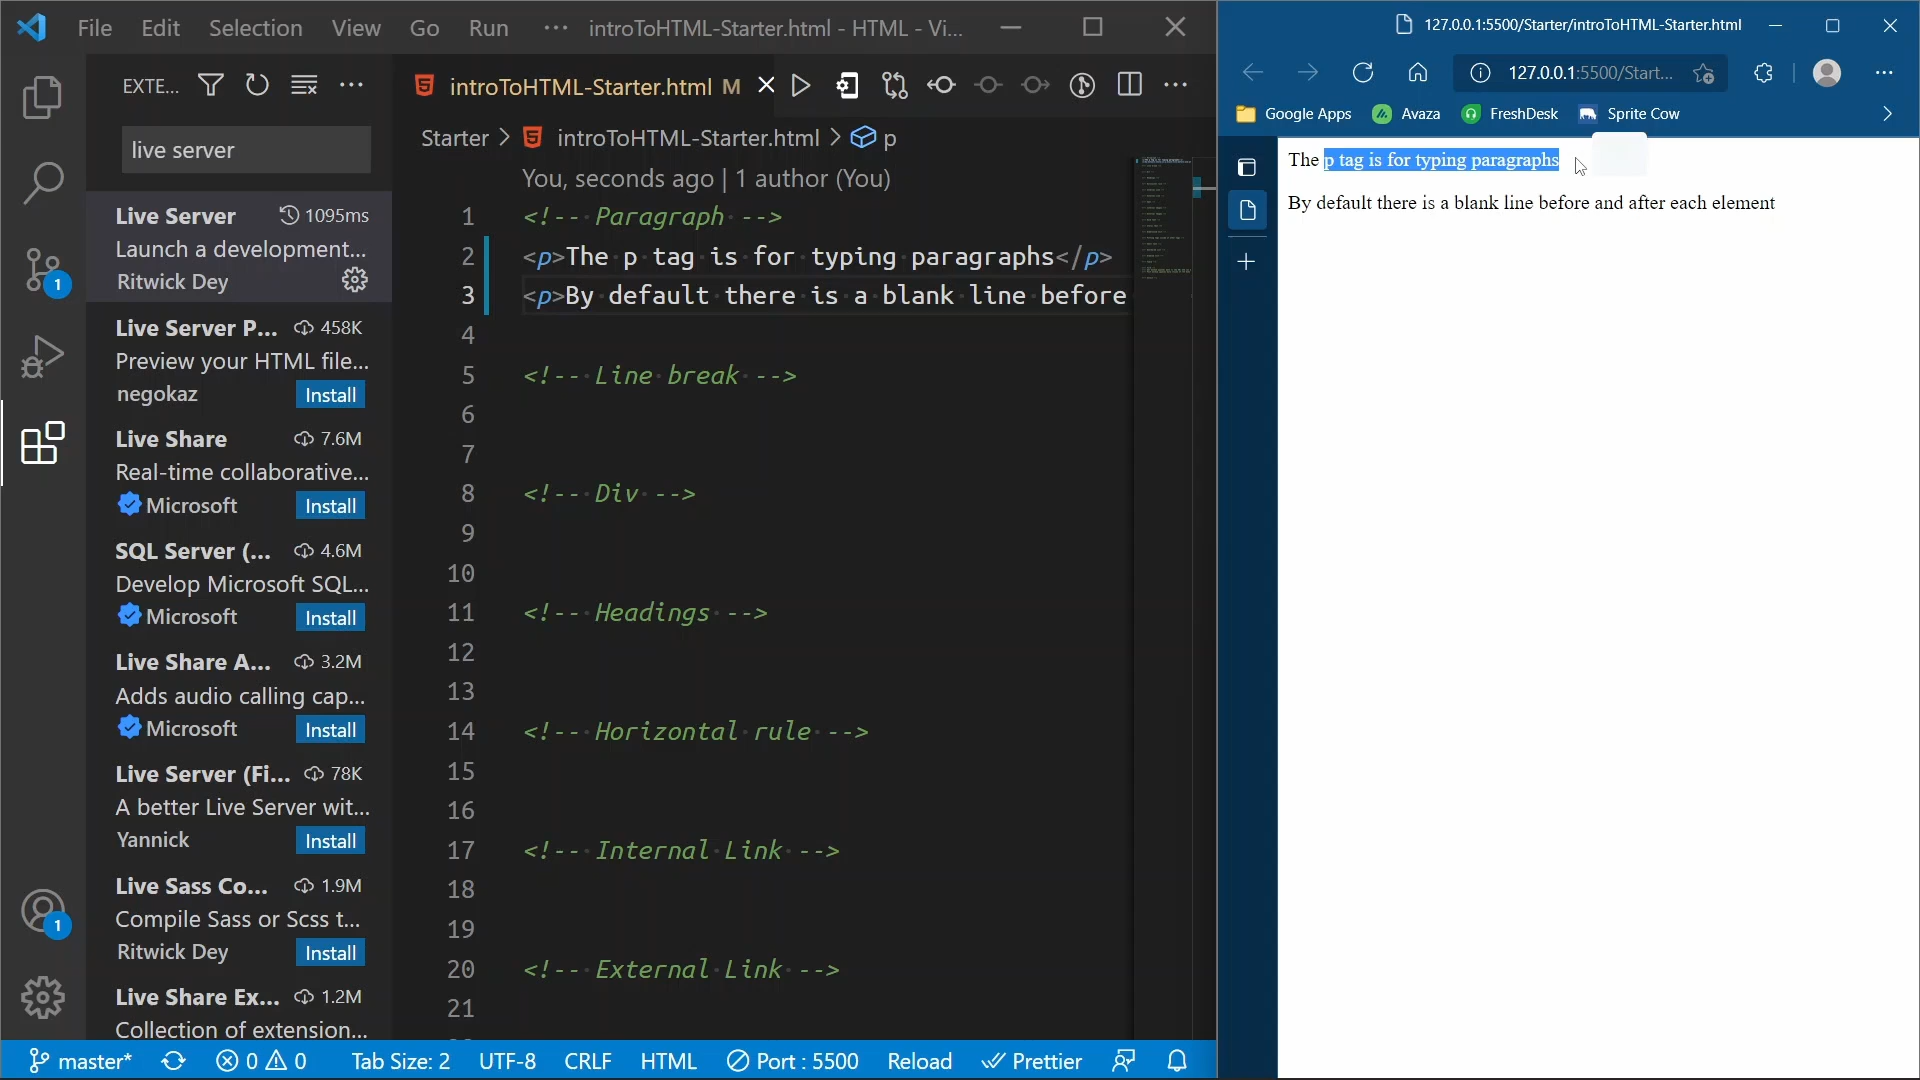 File Edit Selection View Go Run ··· introToHTML-Starter.html - HTML - Vi...
EXTE...
live server
Live Server 1095ms
Launch a development...
Ritwick Dey
Live Server P... 458K
Preview your HTML file...
negokaz Install
Live Share 7.6M
Real-time collaborative...
Microsoft Install
SQL Server (... 4.6M
Develop Microsoft SQL...
Microsoft Install
Live Share A... 3.2M
Adds audio calling cap...
Microsoft Install
Live Server (Fi... 78K
A better Live Server wit...
Yannick Install
Live Sass Co... 1.9M
Compile Sass or Scss t...
Ritwick Dey Install
Live Share Ex... 1.2M
Collection of extension...
introToHTML-Starter.html M
Starter > introToHTML-Starter.html > p
You, seconds ago | 1 author (You)
1 <!-- Paragraph -->
2 <p>The p tag is for typing paragraphs</p>
3 <p>By default there is a blank line before
4
5 <!-- Line break -->
6
7
8 <!-- Div -->
9
10
11 <!-- Headings -->
12
13
14 <!-- Horizontal rule -->
15
16
17 <!-- Internal Link -->
18
19
20 <!-- External Link -->
21
1
1
master* 0 0 Tab Size: 2 UTF-8 CRLF HTML Port : 5500 Reload Prettier
127.0.0.1:5500/Starter/introToHTML-Starter.html
127.0.0.1:5500/Start...
Google Apps Avaza FreshDesk Sprite Cow
The p tag is for typing paragraphs
By default there is a blank line before and after each element